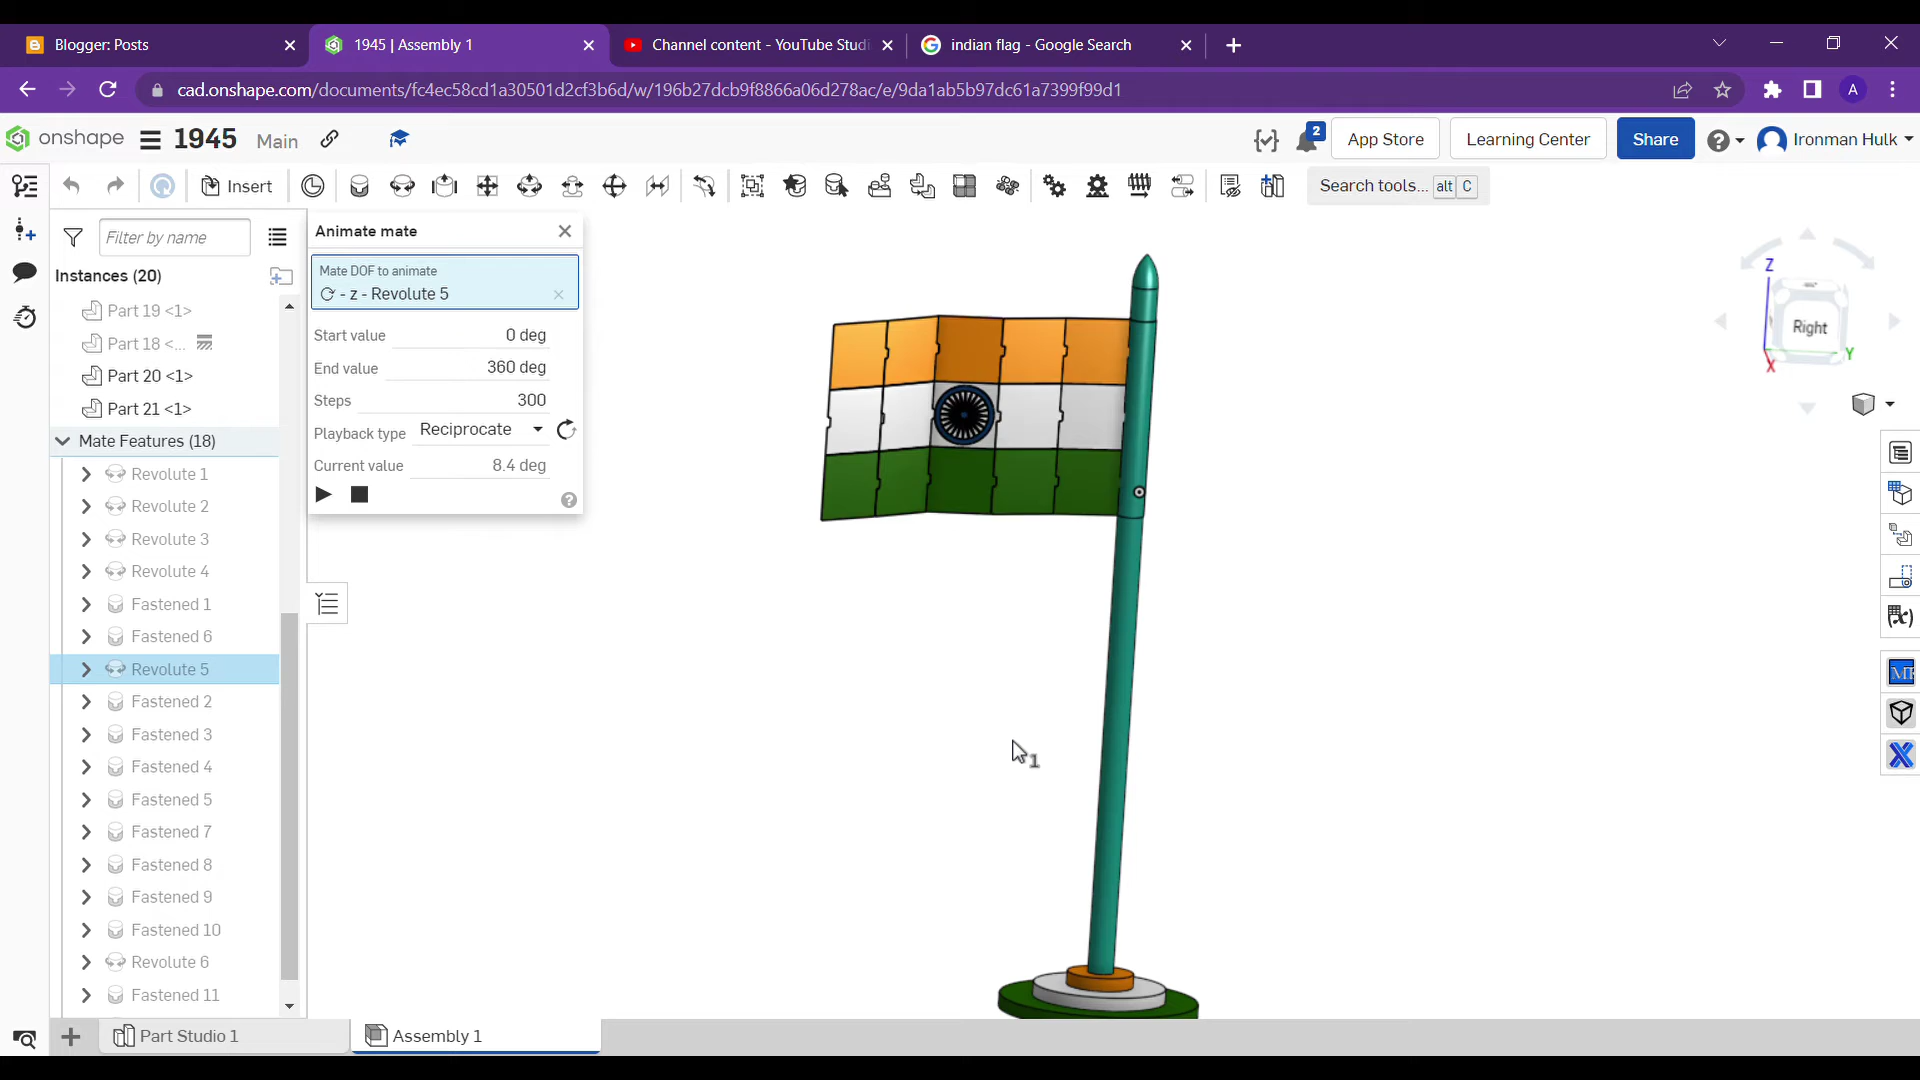 Blogger: Posts
1945 | Assembly 1
Channel content - YouTube Studi
indian flag - Google Search
cad.onshape.com/documents/fc4ec58cd1a30501d2cf3b6d/w/196b27dcb9f8866a06d278ac/e/9da1ab5b97dc61a7399f99d1
A
onshape
1945
Main
2
App Store
Learning Center
Share
Ironman Hulk
Insert
Search tools... alt C
Filter by name
Instances (20)
Part 19 <1>
Part 18 <...
Part 20 <1>
Part 21 <1>
Mate Features (18)
Revolute 1
Revolute 2
Revolute 3
Revolute 4
Fastened 1
Fastened 6
Revolute 5
Fastened 2
Fastened 3
Fastened 4
Fastened 5
Fastened 7
Fastened 8
Fastened 9
Fastened 10
Revolute 6
Fastened 11
Animate mate
Mate DOF to animate
- z - Revolute 5
Start value 0 deg
End value 360 deg
Steps 300
Playback type Reciprocate
Current value 8.4 deg
1
Z
Right
Y
X
(x)
Part Studio 1
Assembly 1